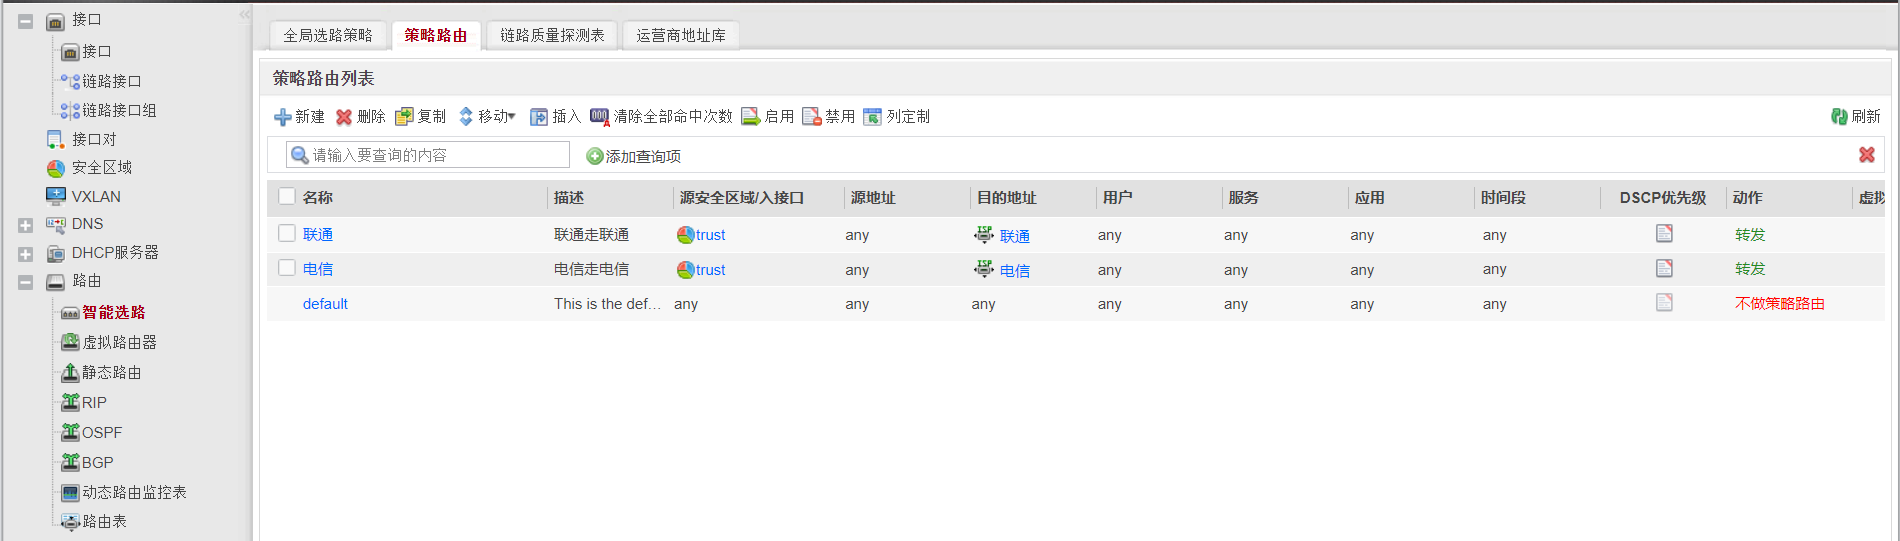 接口
接口
链路接口
链路接口组
接口对
安全区域
VXLAN
DNS
DHCP服务器
路由
智能选路
虚拟路由器
静态路由
RIP
OSPF
BGP
动态路由监控表
路由表
全局选路策略 策略路由 链路质量探测表 运营商地址库
策略路由列表
新建 删除 复制 移动 插入 清除全部命中次数 启用 禁用 列定制 刷新
请输入要查询的内容 添加查询项
名称 描述 源安全区域/入接口 源地址 目的地址 用户 服务 应用 时间段 DSCP优先级 动作 虚拟
联通 联通走联通 trust any ISP 联通 any any any any 转发
电信 电信走电信 trust any ISP 电信 any any any any 转发
default This is the def... any any any any any any any 不做策略路由